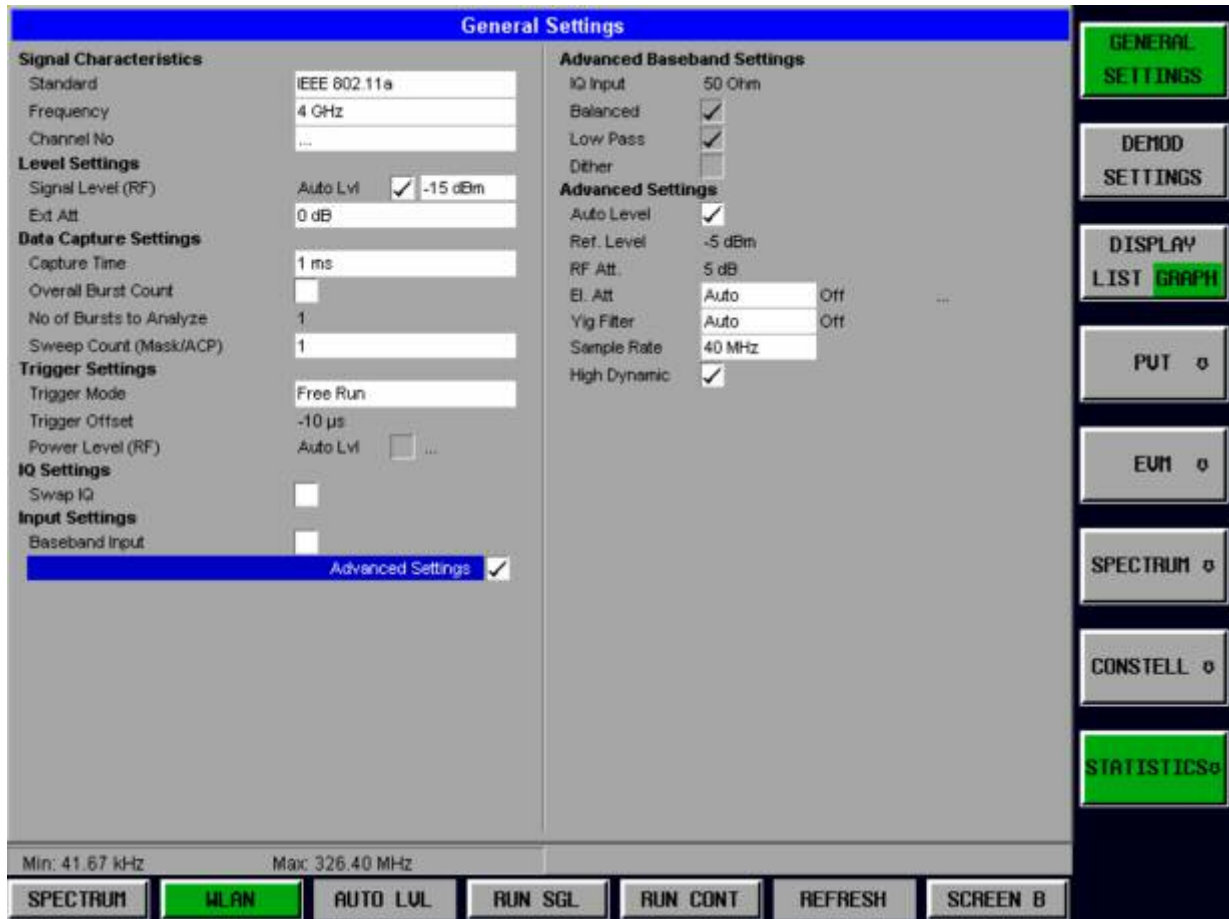 General Settings
Signal Characteristics
Standard IEEE 802.11a
Frequency 4 GHz
Channel No ...
Level Settings
Signal Level (RF) Auto Lvl -15 dBm
Ext Att 0 dB
Data Capture Settings
Capture Time 1 ms
Overall Burst Count
No of Bursts to Analyze 1
Sweep Count (Mask/ACP) 1
Trigger Settings
Trigger Mode Free Run
Trigger Offset -10 µs
Power Level (RF) Auto Lvl ...
IQ Settings
Swap IQ
Input Settings
Baseband Input
Advanced Settings
Advanced Baseband Settings
IQ Input 50 Ohm
Balanced
Low Pass
Dither
Advanced Settings
Auto Level
Ref. Level -5 dBm
RF Att. 5 dB
El. Att Auto Off ...
Yig Filter Auto Off
Sample Rate 40 MHz
High Dynamic
Min: 41.67 kHz Max: 326.40 MHz
GENERAL
SETTINGS
DEMOD
SETTINGS
DISPLAY
LIST GRAPH
PVT
EVM
SPECTRUM
CONSTELL
STATISTICS
SPECTRUM WLAN AUTO LVL RUN SGL RUN CONT REFRESH SCREEN B